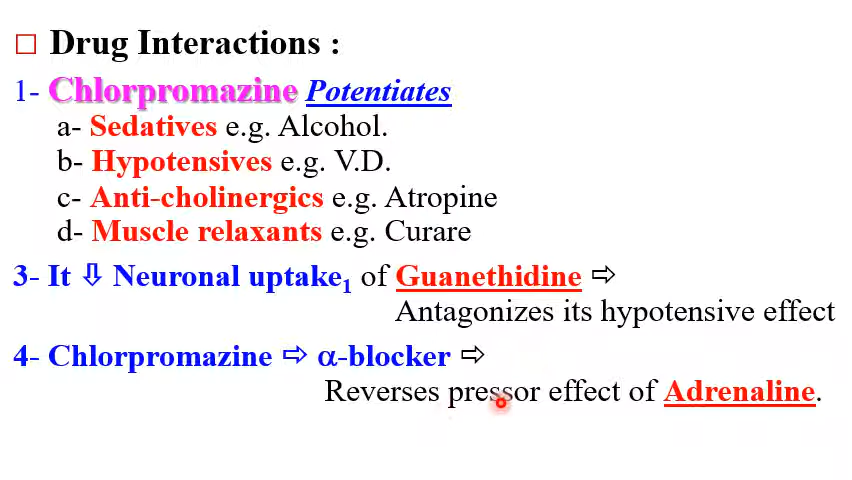 □ Drug Interactions :
1- Chlorpromazine Potentiates
a- Sedatives e.g. Alcohol.
b- Hypotensives e.g. V.D.
c- Anti-cholinergics e.g. Atropine
d- Muscle relaxants e.g. Curare
3- It ⇩ Neuronal uptake₁ of Guanethidine ⇨
Antagonizes its hypotensive effect
4- Chlorpromazine ⇨ α-blocker ⇨
Reverses pressor effect of Adrenaline.